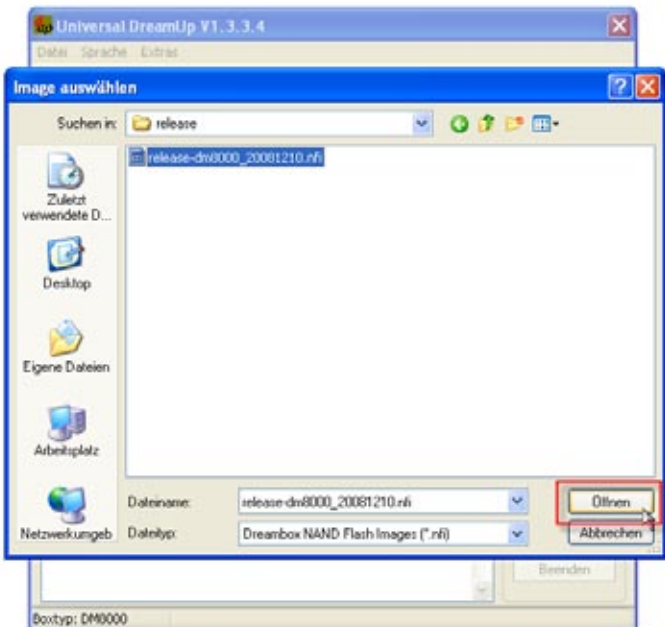 Universal DreamUp V1.3.3.4
Datei Sprache Extras
Image auswählen
Suchen in: release
release-dm8000_20081210.nfi
Zuletzt
verwendete D...
Desktop
Eigene Dateien
Arbeitsplatz
Netzwerkumgeb
Dateiname: release-dm8000_20081210.nfi
Öffnen
Dateityp: Dreambox NAND Flash Images (*.nfi)
Abbrechen
Beenden
Boxtyp: DM8000